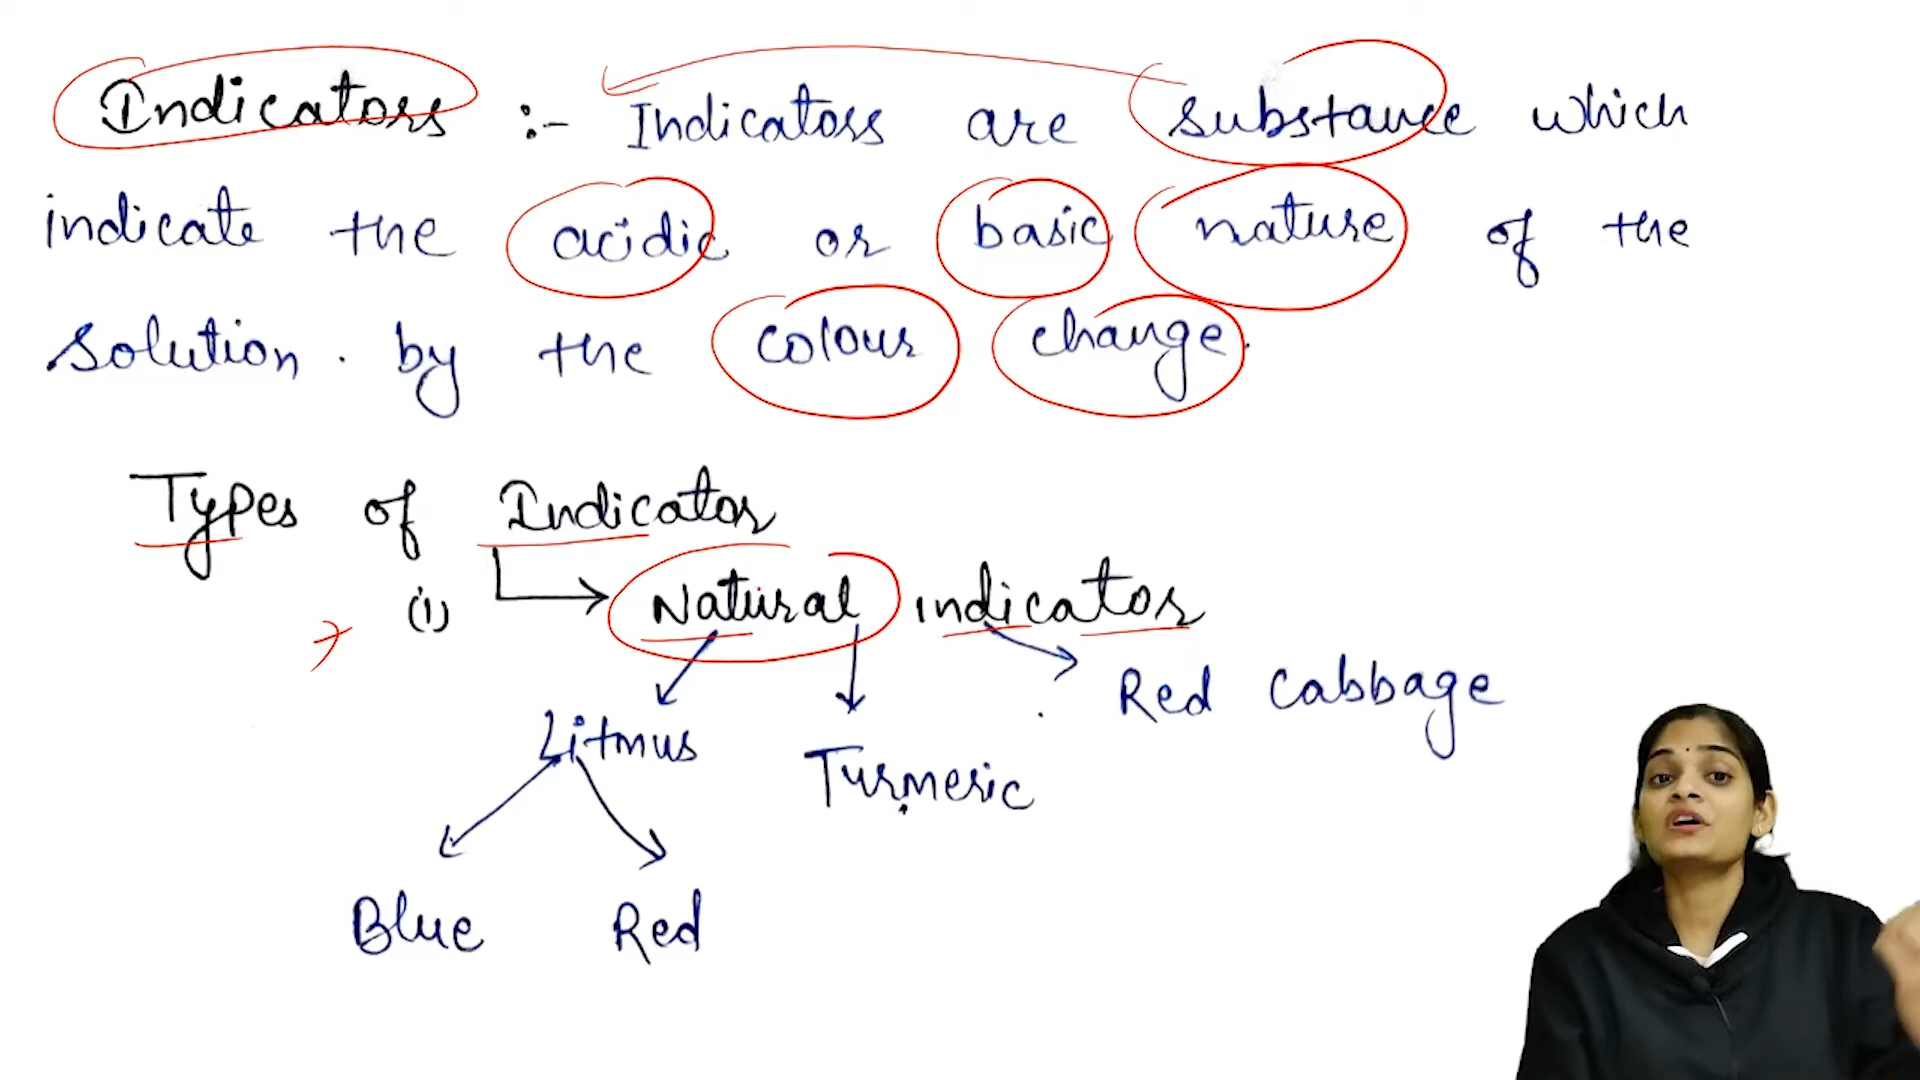 Indicators :- Indicators are substance which
indicate the acidic or basic nature of the
solution. by the colour change.
Types of Indicator
(1) Natural indicator
Red Cabbage
Litmus
Turmeric
Blue Red